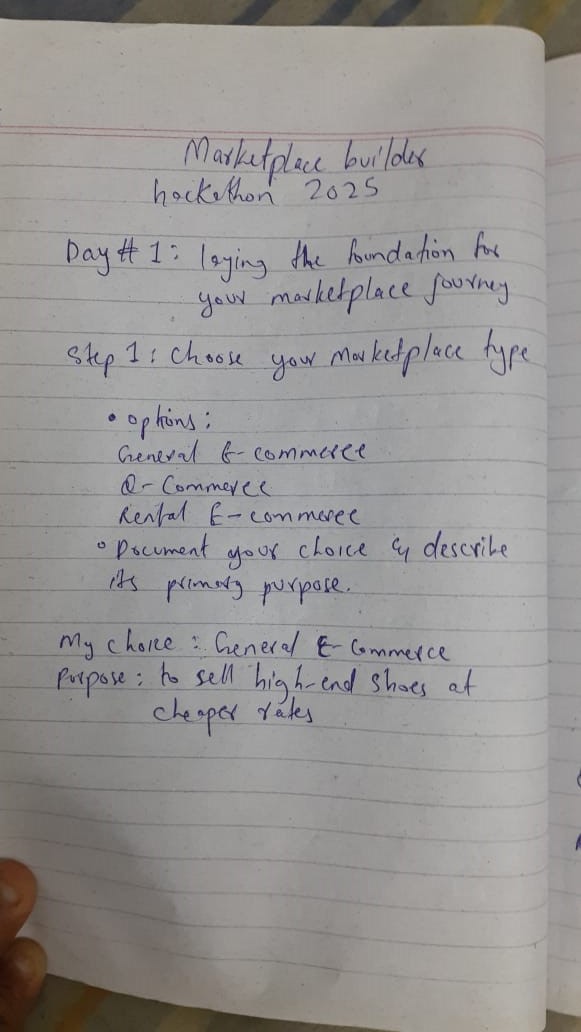 Marketplace builder
hackethon 2025
Day # 1: laying the foundation for
your marketplace journey
Step 1: Choose your marketplace type
• options:
General E-commerce
Q-Commerce
Rental E-commerce
• Document your choice & describe
its primary purpose.
My choice: General E-Commerce
Purpose: to sell high-end shoes at
cheaper rates